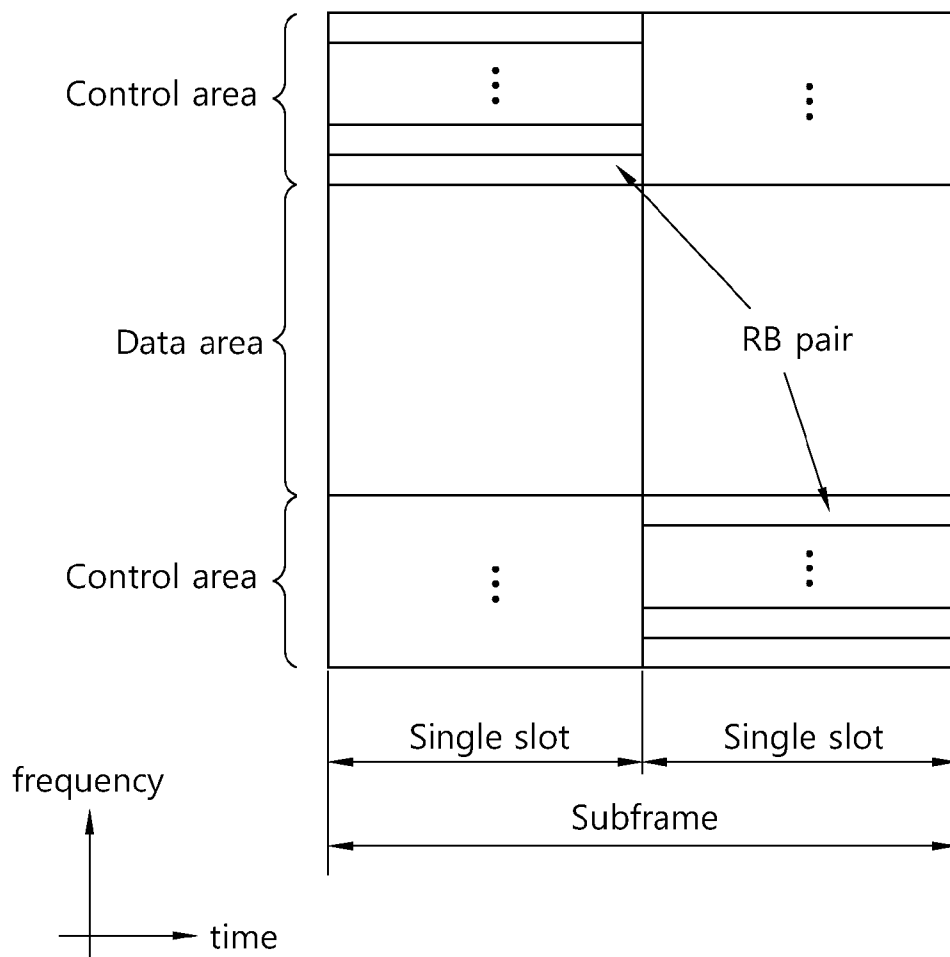 Control area
Data area
RB pair
Control area
Single slot
Single slot
frequency
Subframe
time